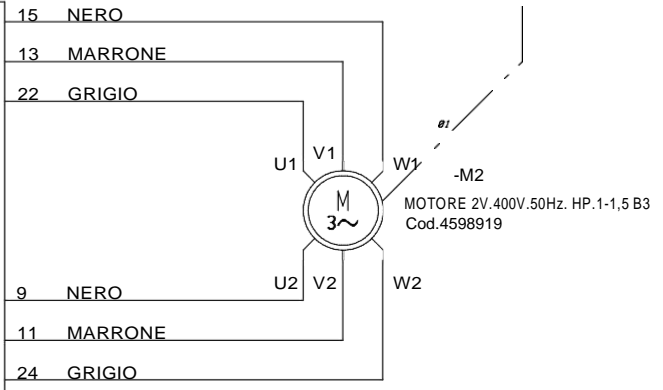 15 NERO
13 MARRONE
22 GRIGIO
01
U1 V1 W1
-M2
M
3~
MOTORE 2V.400V.50Hz. HP.1-1,5 B3
Cod.4598919
U2 V2 W2
9 NERO
11 MARRONE
24 GRIGIO